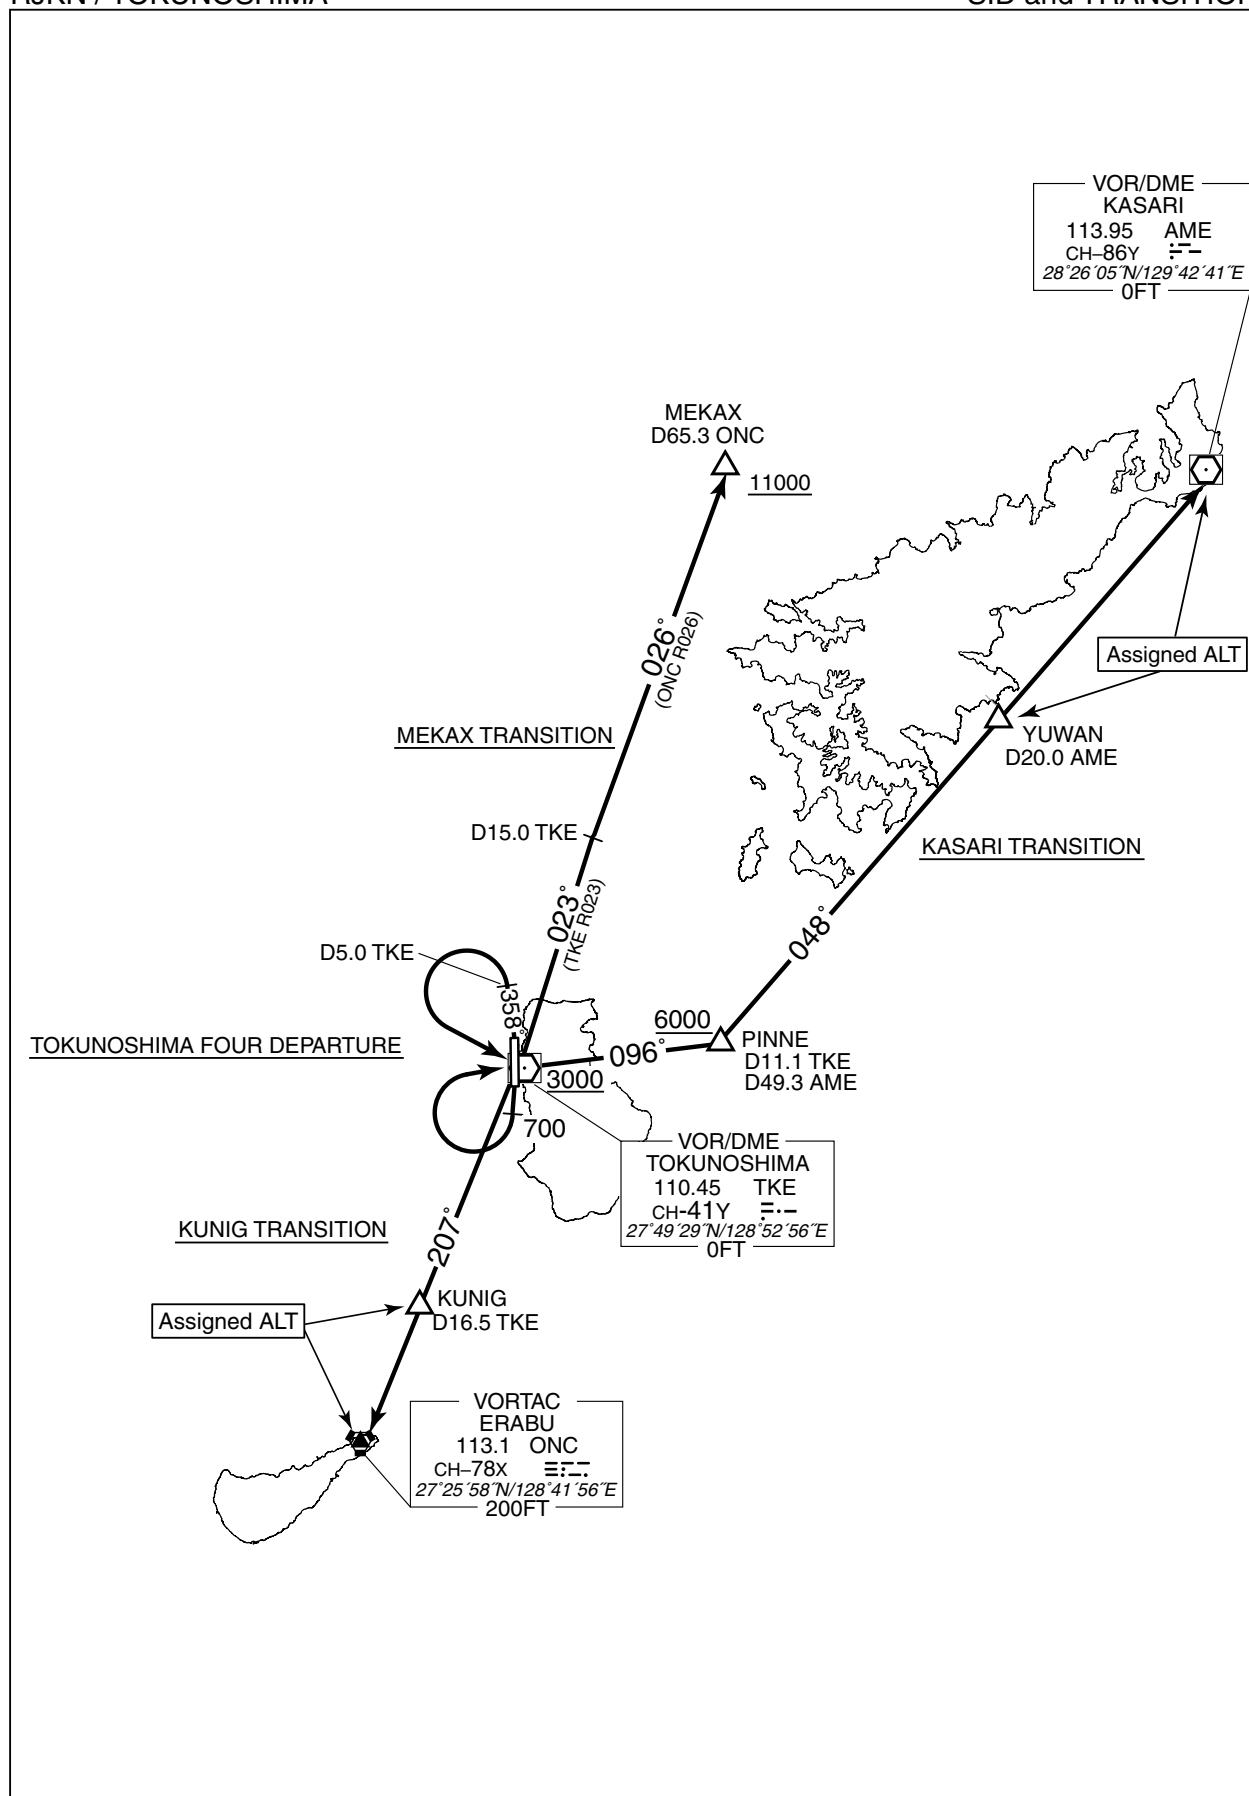 RJKN / TOKUNOSHIMA
SID and TRANSITION
VOR/DME
KASARI
113.95 AME
CH–86Y
28°26´05˝N/129°42´41˝E
0FT
MEKAX
D65.3 ONC
11000
026°
(ONC R026)
Assigned ALT
MEKAX TRANSITION
YUWAN
D20.0 AME
D15.0 TKE
KASARI TRANSITION
023°
(TKE R023)
048°
D5.0 TKE
358°
TOKUNOSHIMA FOUR DEPARTURE
6000
096°
PINNE
D11.1 TKE
D49.3 AME
3000
700
VOR/DME
TOKUNOSHIMA
110.45 TKE
CH-41Y
27°49´29˝N/128°52´56˝E
0FT
KUNIG TRANSITION
207°
KUNIG
D16.5 TKE
Assigned ALT
VORTAC
ERABU
113.1 ONC
CH–78X
27°25´58˝N/128°41´56˝E
200FT